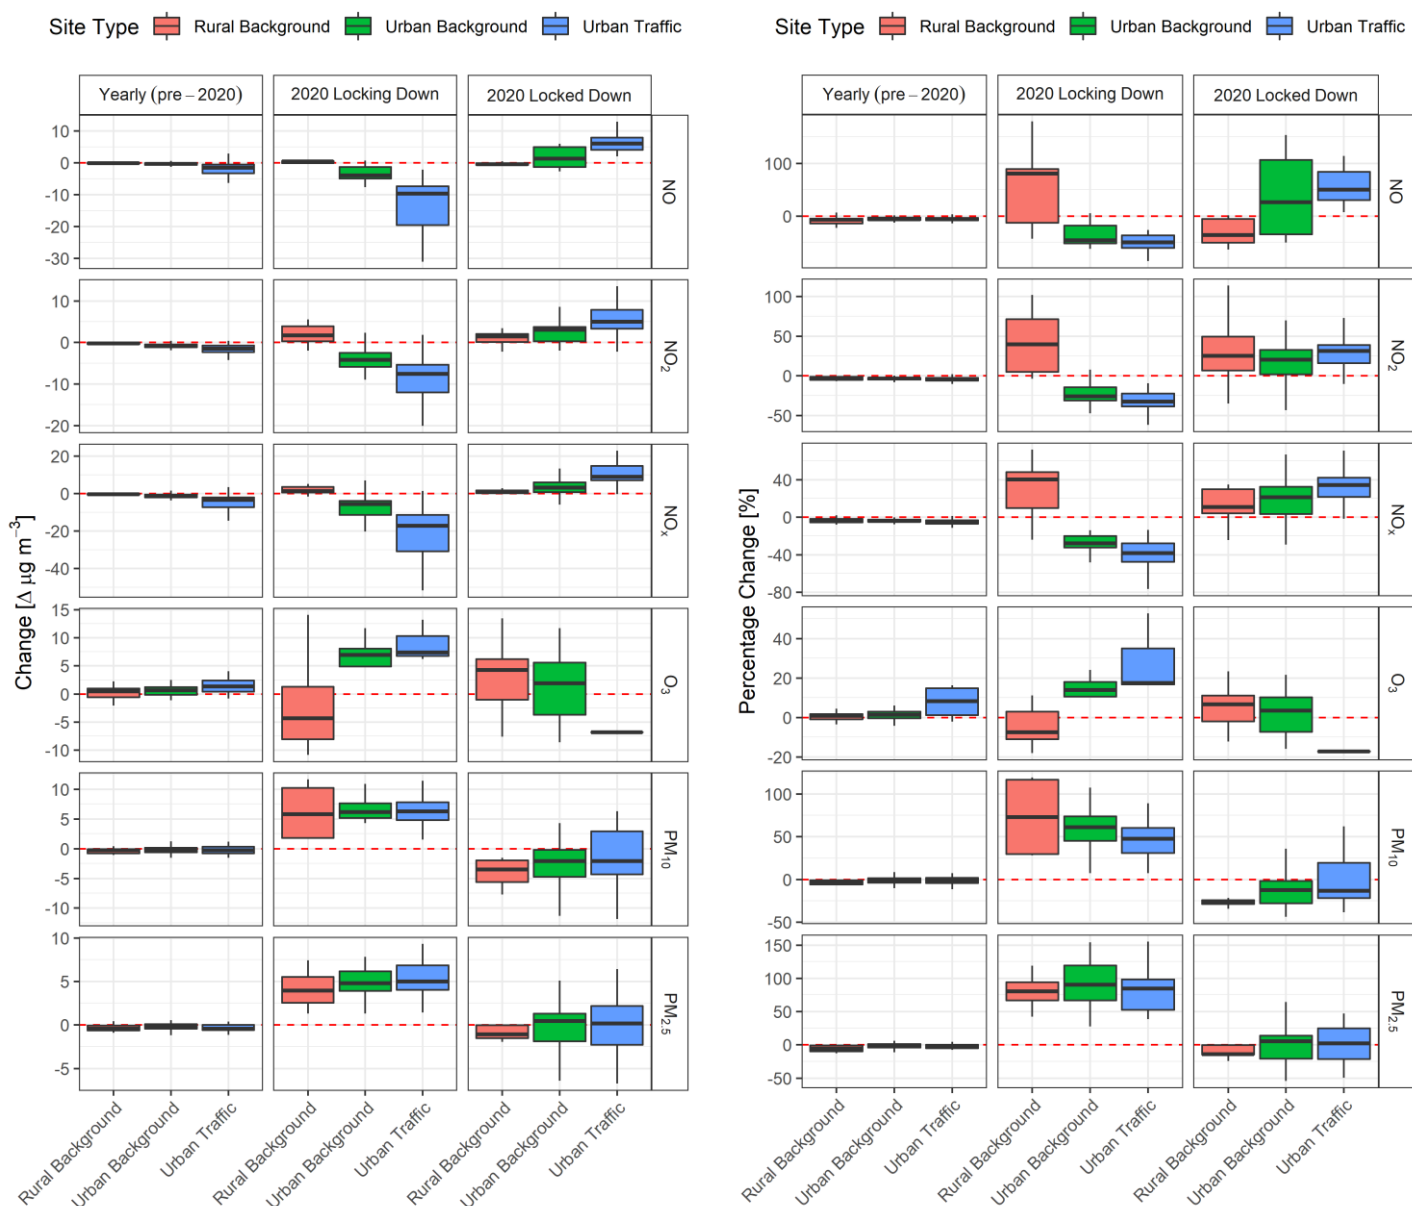 Site Type Rural Background Urban Background Urban Traffic
Yearly (pre – 2020) 2020 Locking Down 2020 Locked Down
10
0
-10
-20
-30
NO
10
0
-10
-20
NO2
20
0
-20
-40
NOx
15
10
5
0
-5
-10
O3
10
5
0
-5
-10
PM10
10
5
0
-5
PM2.5
Change [Δ μg m−3]
Rural Background Urban Background Urban Traffic Rural Background Urban Background Urban Traffic Rural Background Urban Background Urban Traffic
Site Type Rural Background Urban Background Urban Traffic
Yearly (pre – 2020) 2020 Locking Down 2020 Locked Down
100
0
NO
100
50
0
-50
NO2
40
0
-40
-80
NOx
40
20
0
-20
O3
100
50
0
-50
PM10
150
100
50
0
-50
PM2.5
Percentage Change [%]
Rural Background Urban Background Urban Traffic Rural Background Urban Background Urban Traffic Rural Background Urban Background Urban Traffic